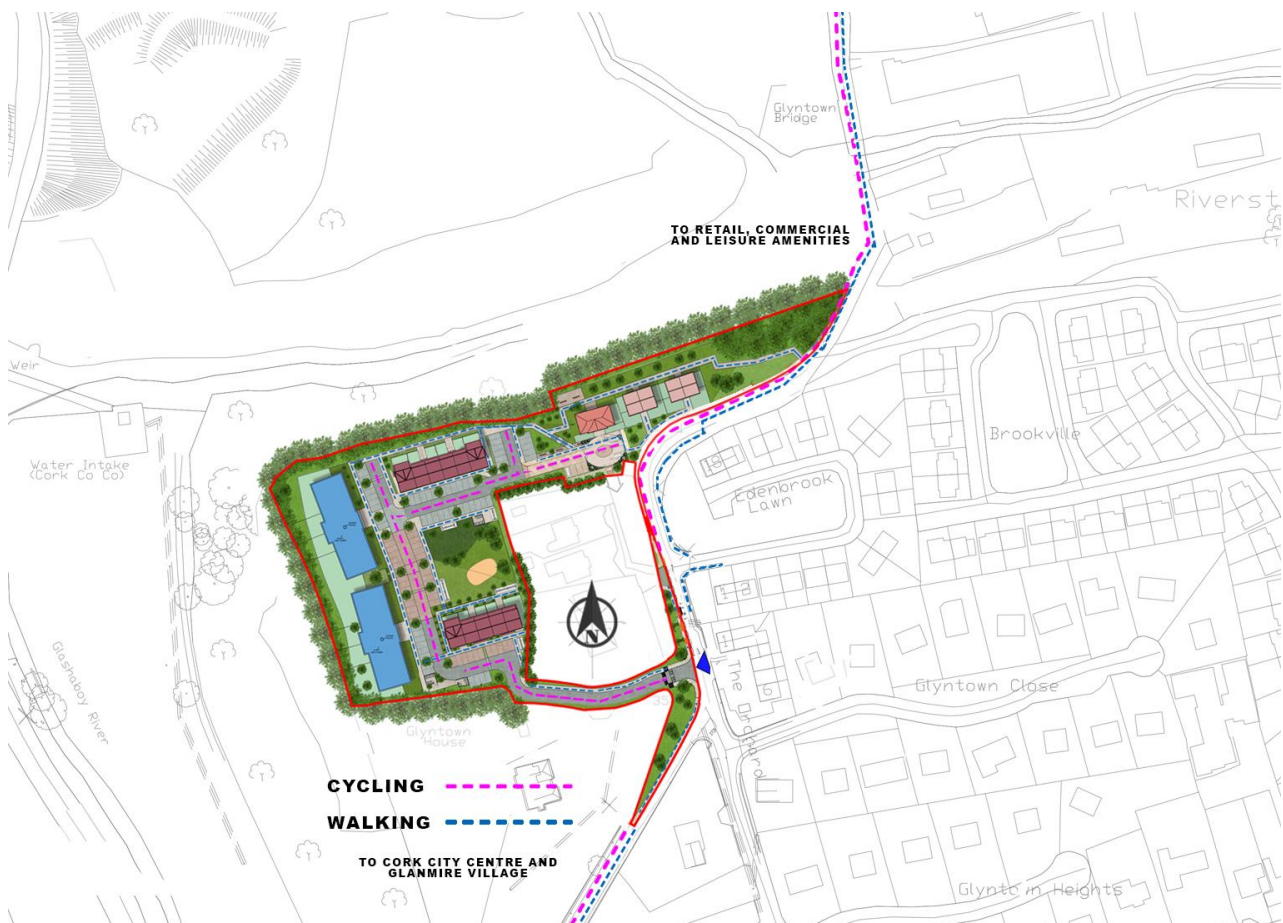 Glyntown
Bridge
Riverst
TO RETAIL, COMMERCIAL
AND LEISURE AMENITIES
Weir
Water Intake
(Cork Co Co)
Brookville
Edenbrook
Lawn
18
N
Glashaboy River
The Orchard
Glyntown Close
Glyntown
House
CYCLING
WALKING
TO CORK CITY CENTRE AND
GLANMIRE VILLAGE
Glyntown Heights